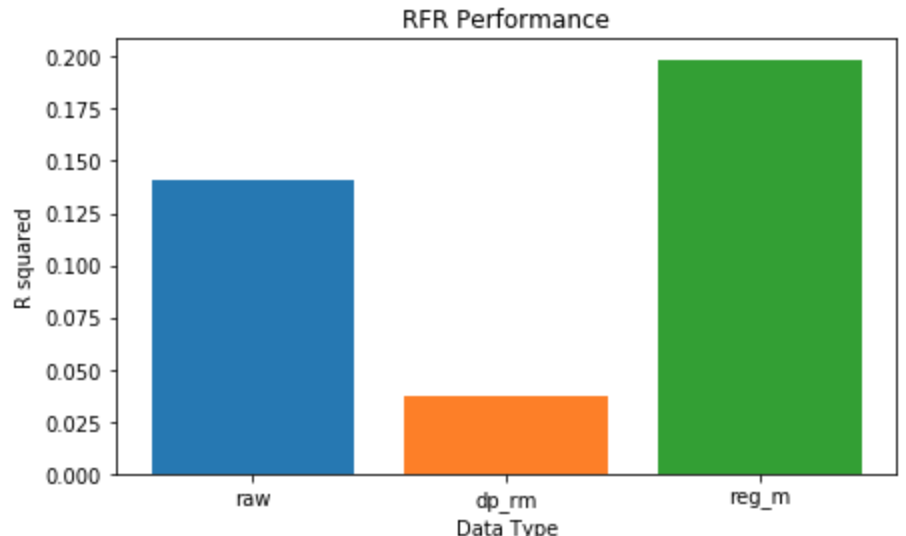 RFR Performance
0.200
0.175
0.150
0.125
0.100
0.075
0.050
0.025
0.000
R squared
raw dp_rm reg_m
Data Type